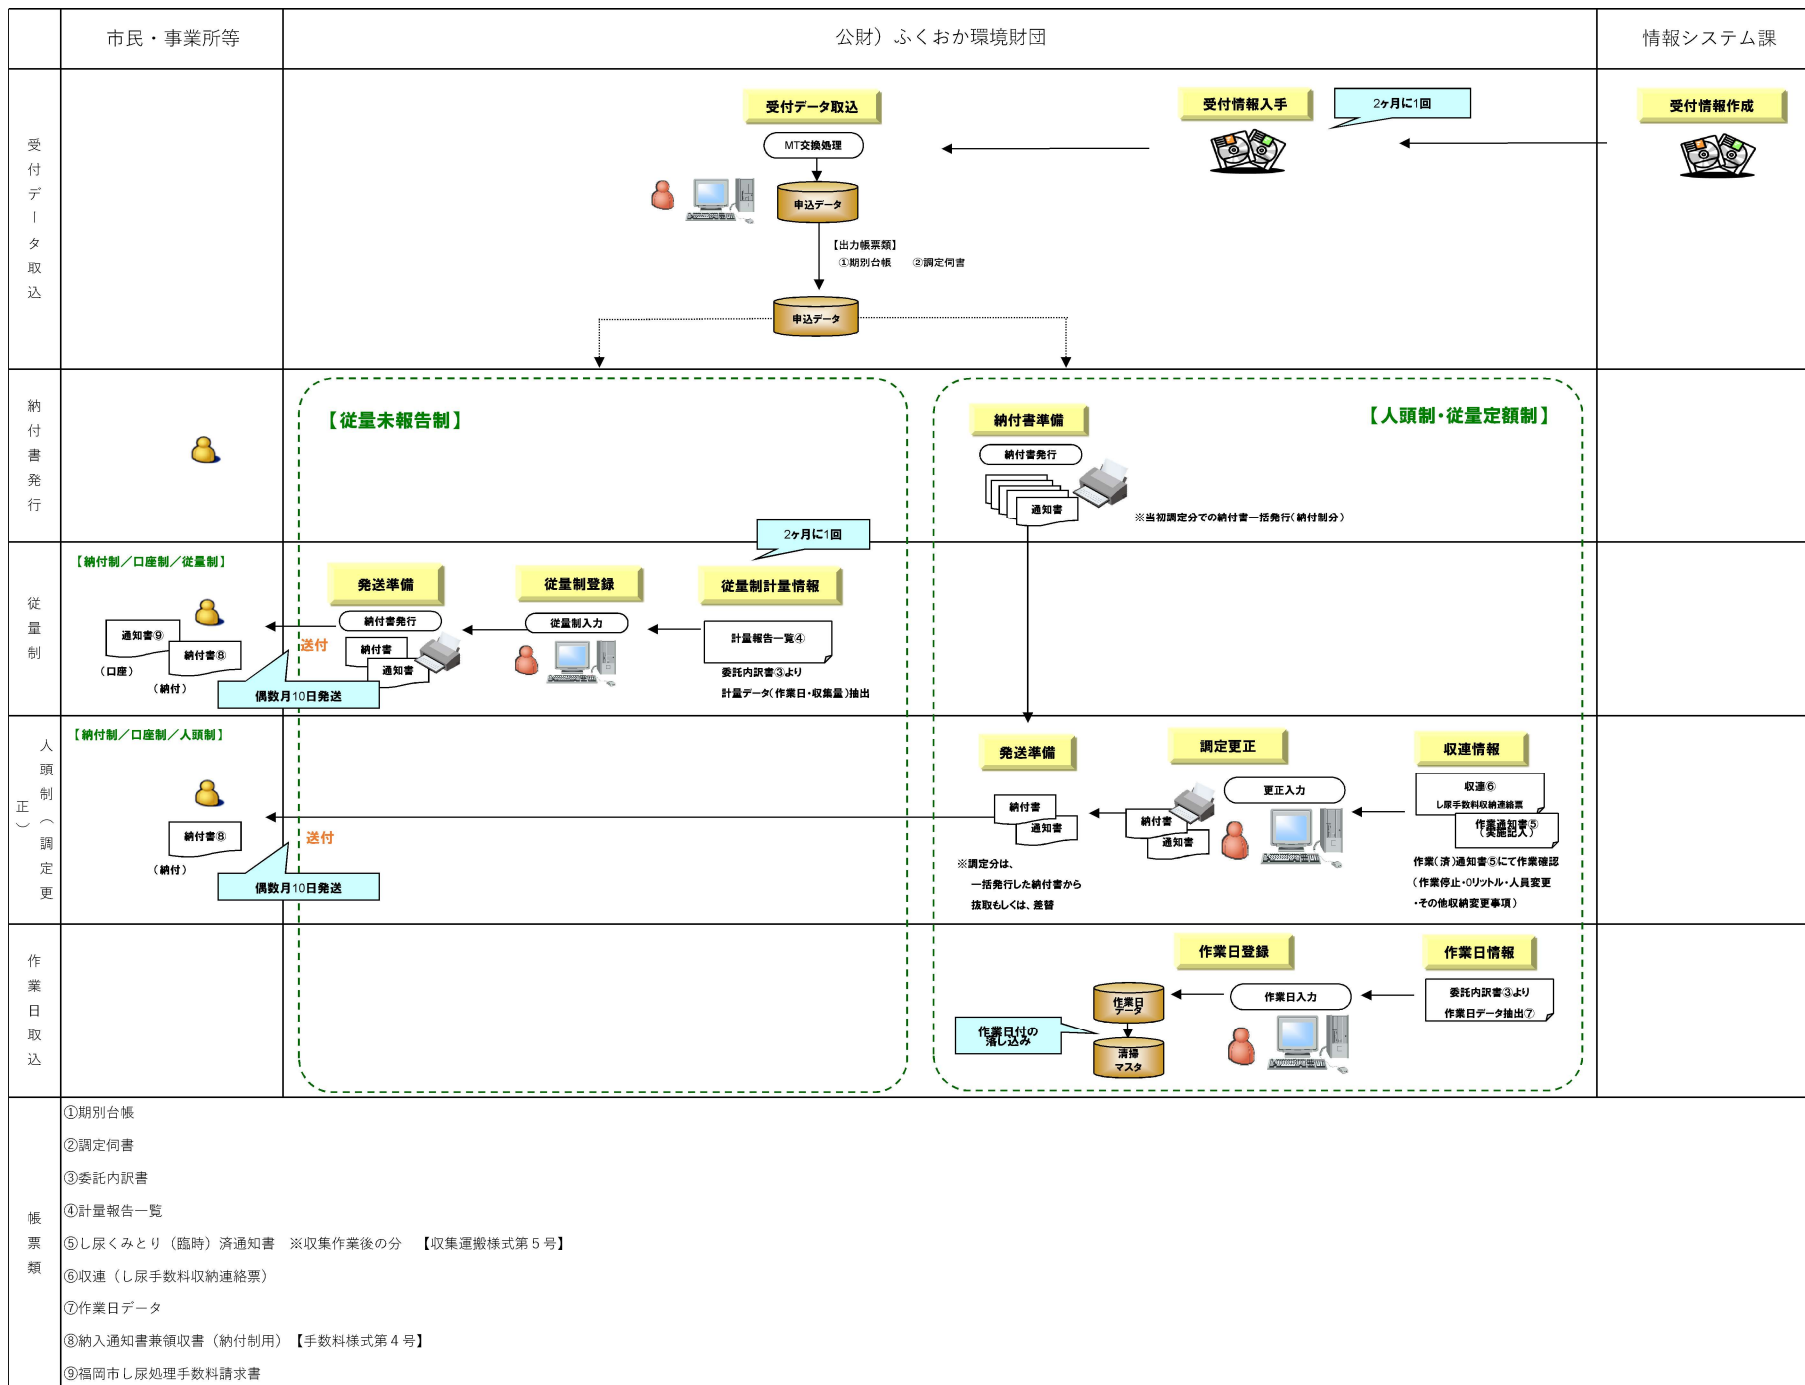 市民・事業所等
公財）ふくおか環境財団
情報システム課
受付データ取込
受付データ取込
受付情報入手
2ヶ月に1回
受付情報作成
MT交換処理
申込データ
【出力帳票類】
①期別台帳　②調定伺書
申込データ
納付書発行
【従量未報告制】
納付書準備
【人頭制・従量定額制】
納付書発行
通知書
※当初調定分での納付書一括発行（納付制分）
2ヶ月に1回
従量制
【納付制／口座制／従量制】
発送準備
従量制登録
従量制計量情報
通知書⑨
納付書⑧
（口座）
（納付）
送付
納付書発行
納付書
通知書
従量制入力
計量報告一覧④
委託内訳書③より
計量データ（作業日・収集量）抽出
偶数月10日発送
人頭制（調定更正）
【納付制／口座制／人頭制】
発送準備
調定更正
収連情報
納付書⑧
（納付）
送付
偶数月10日発送
納付書
通知書
※調定分は、
一括発行した納付書から
抜取もしくは、差替
更正入力
納付書
通知書
収連⑥
し尿手数料収納連絡票
作業通知書⑤
（実施記入）
作業（済）通知書⑤にて作業確認
（作業停止・0リットル・人員変更
・その他収納変更事項）
作業日取込
作業日登録
作業日情報
作業日
データ
作業日入力
委託内訳書③より
作業日データ抽出⑦
作業日付の
落し込み
清掃
マスタ
帳票類
①期別台帳
②調定伺書
③委託内訳書
④計量報告一覧
⑤し尿くみとり（臨時）済通知書　※収集作業後の分　【収集運搬様式第５号】
⑥収連（し尿手数料収納連絡票）
⑦作業日データ
⑧納入通知書兼領収書（納付制用）【手数料様式第４号】
⑨福岡市し尿処理手数料請求書